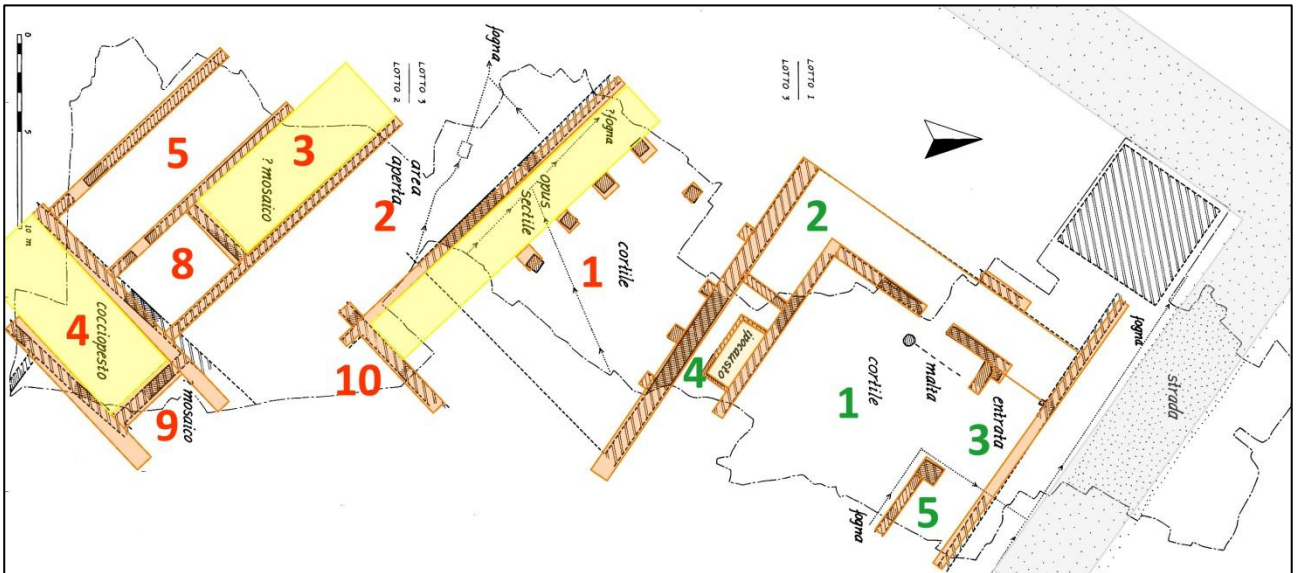 0
5
10 m
5
3
? mosaico
8
4
cocciopesto
9
mosaico
fogna
LOTTO 3
LOTTO 2
area
aperta
2
10
? fogna
opus
sectile
1
cortile
LOTTO 1
LOTTO 3
2
4
ipocausto
1
cortile
malta
entrata
3
5
fogna
fogna
strada